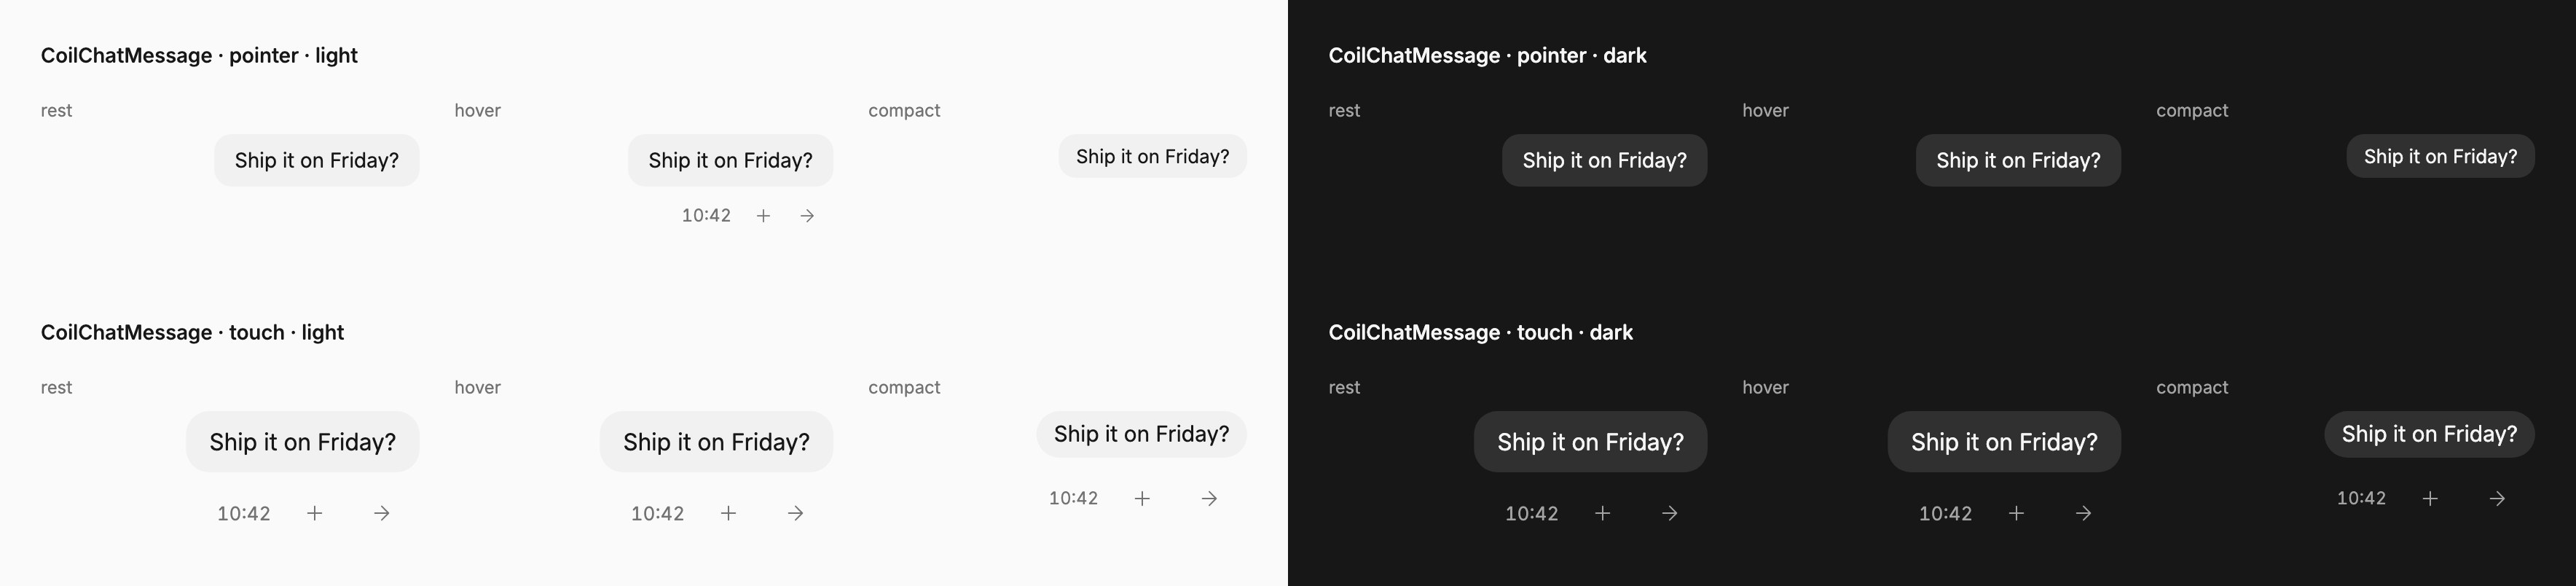 CoilChatMessage · pointer · light
rest
hover
compact
Ship it on Friday?
Ship it on Friday?
Ship it on Friday?
10:42
CoilChatMessage · touch · light
rest
hover
compact
Ship it on Friday?
Ship it on Friday?
Ship it on Friday?
10:42
10:42
10:42
CoilChatMessage · pointer · dark
rest
hover
compact
Ship it on Friday?
Ship it on Friday?
Ship it on Friday?
CoilChatMessage · touch · dark
rest
hover
compact
Ship it on Friday?
Ship it on Friday?
Ship it on Friday?
10:42
10:42
10:42